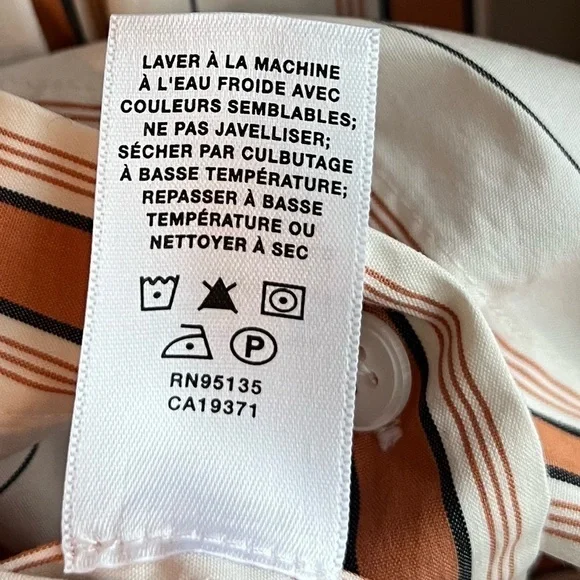 LAVER À LA MACHINE
À L'EAU FROIDE AVEC
COULEURS SEMBLABLES;
NE PAS JAVELLISER;
SÉCHER PAR CULBUTAGE
À BASSE TEMPÉRATURE;
REPASSER À BASSE
TEMPÉRATURE OU
NETTOYER À SEC
P
RN95135
CA19371